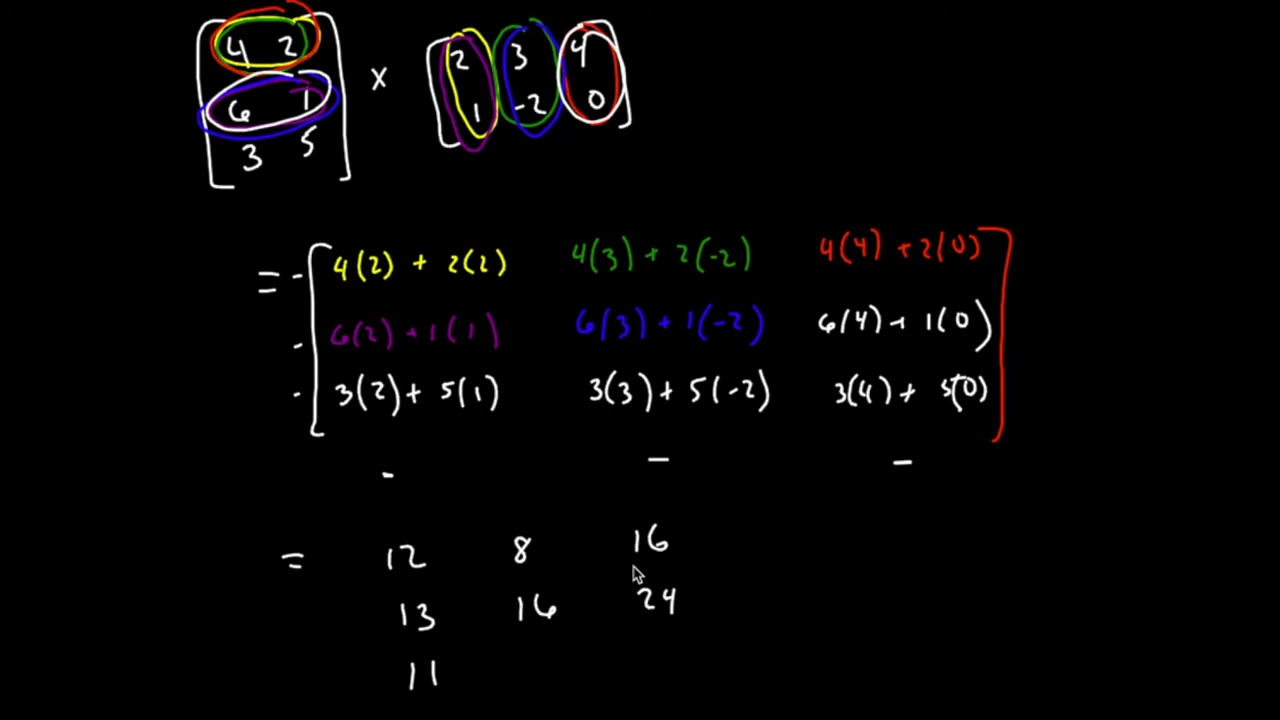 4 2 2 3 4
6 1 × 1 -2 0
3 5
= 4(2) + 2(2) 4(3) + 2(-2) 4(4) + 2(0)
6(2) + 1(1) 6(3) + 1(-2) 6(4) + 1(0)
3(2) + 5(1) 3(3) + 5(-2) 3(4) + 5(0)
= 12 8 16
13 16 24
11